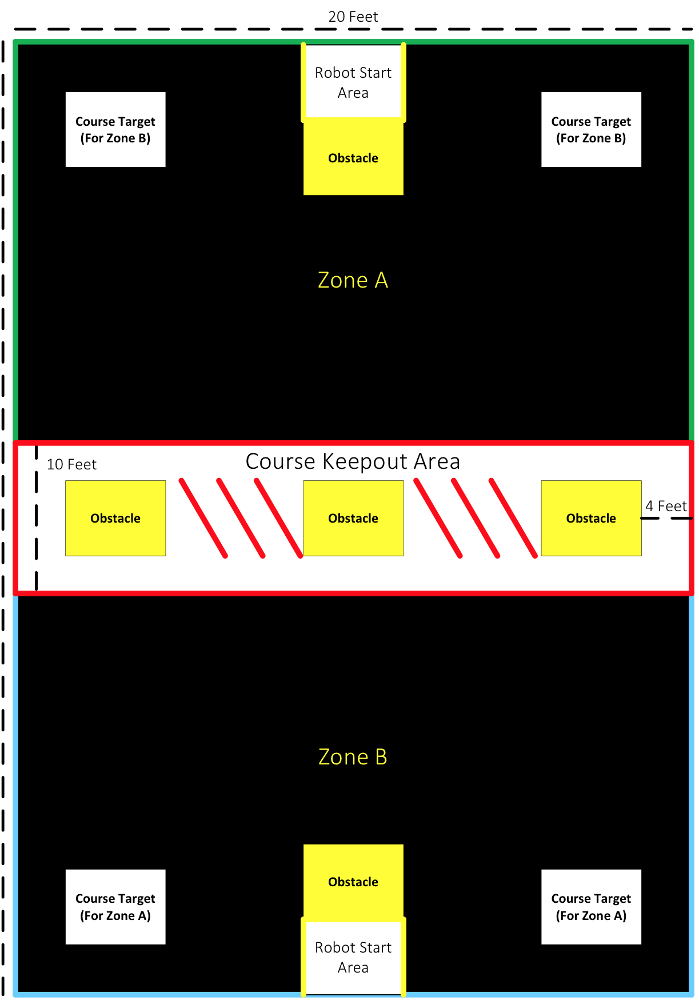 20 Feet
Robot Start
Area
Course Target
(For Zone B)
Course Target
(For Zone B)
Obstacle
Zone A
Course Keepout Area
10 Feet
4 Feet
Obstacle
Obstacle
Obstacle
Zone B
Obstacle
Course Target
(For Zone A)
Course Target
(For Zone A)
Robot Start
Area